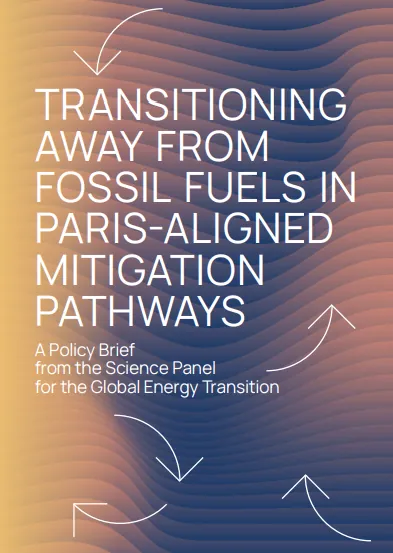 TRANSITIONING
AWAY FROM
FOSSIL FUELS IN
PARIS-ALIGNED
MITIGATION
PATHWAYS
A Policy Brief
from the Science Panel
for the Global Energy Transition